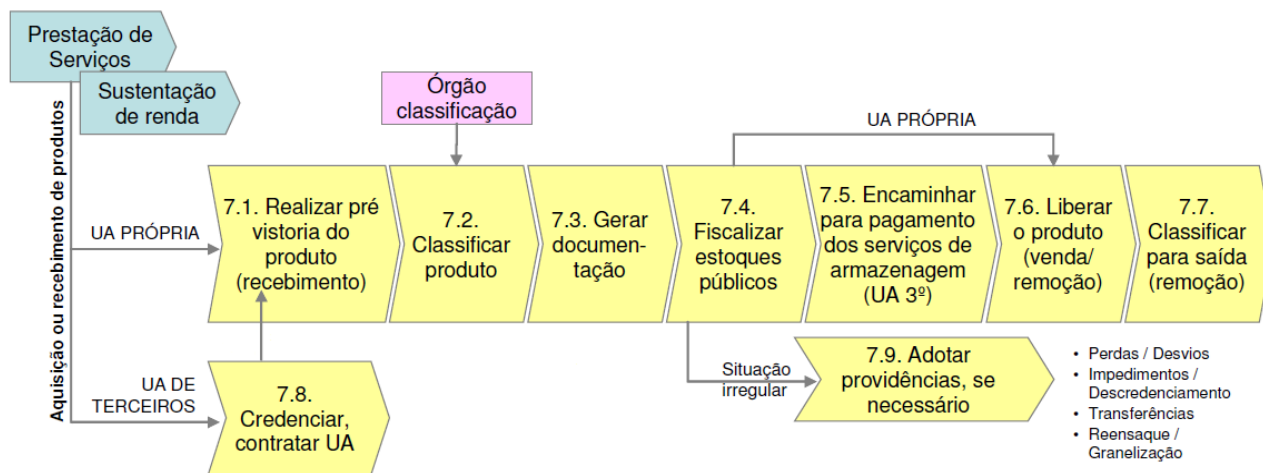 Prestação de
Serviços
Sustentação
de renda
Aquisição ou recebimento de produtos
Órgão
classificação
UA PRÓPRIA
UA PRÓPRIA
7.1. Realizar pré
vistoria do
produto
(recebimento)
7.2.
Classificar
produto
7.3. Gerar
documen-
tação
7.4.
Fiscalizar
estoques
públicos
7.5. Encaminhar
para pagamento
dos serviços de
armazenagem
(UA 3º)
7.6. Liberar
o produto
(venda/
remoção)
7.7.
Classificar
para saída
(remoção)
UA DE
TERCEIROS
7.8.
Credenciar,
contratar UA
Situação
irregular
7.9. Adotar
providências, se
necessário
• Perdas / Desvios
• Impedimentos /
Descredenciamento
• Transferências
• Reensaque /
Granelização